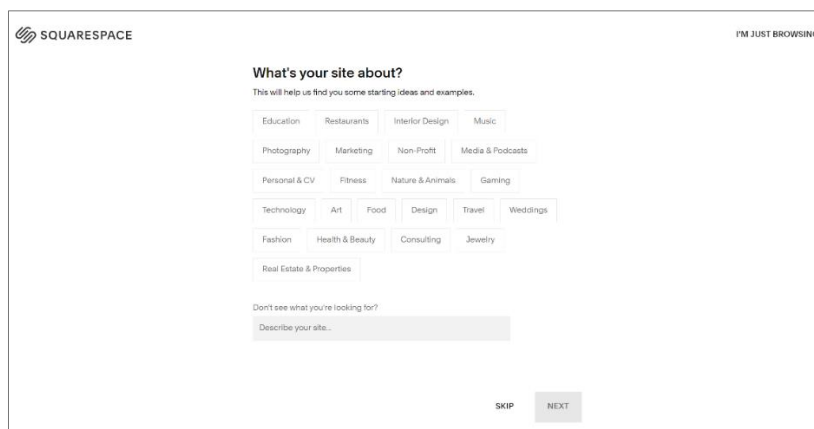 SQUARESPACE
I'M JUST BROWSING
What's your site about?
This will help us find you some starting ideas and examples.
Education Restaurants Interior Design Music
Photography Marketing Non-Profit Media & Podcasts
Personal & CV Fitness Nature & Animals Gaming
Technology Art Food Design Travel Weddings
Fashion Health & Beauty Consulting Jewelry
Real Estate & Properties
Don't see what you're looking for?
Describe your site...
SKIP NEXT